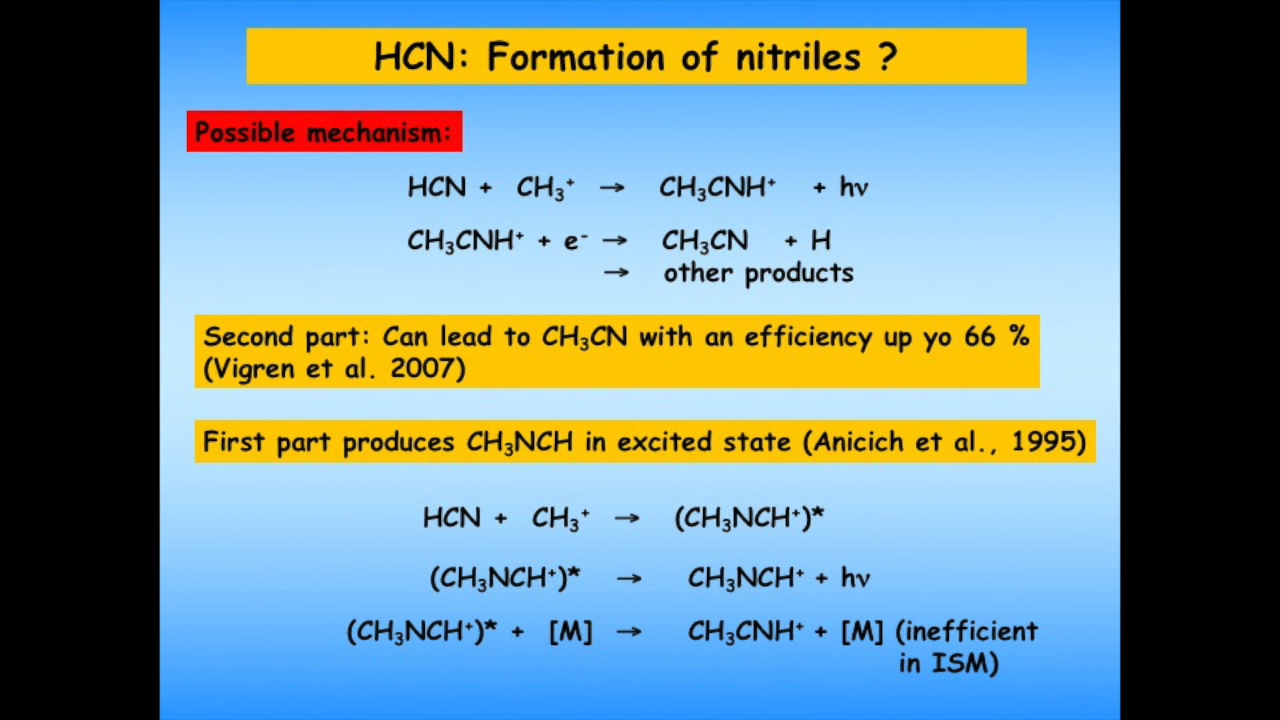 HCN: Formation of nitriles ?
Possible mechanism:
HCN + CH₃⁺ → CH₃CNH⁺ + hν
CH₃CNH⁺ + e⁻ → CH₃CN + H
→ other products
Second part: Can lead to CH₃CN with an efficiency up yo 66 %
(Vigren et al. 2007)
First part produces CH₃NCH in excited state (Anicich et al., 1995)
HCN + CH₃⁺ → (CH₃NCH⁺)*
(CH₃NCH⁺)* → CH₃NCH⁺ + hν
(CH₃NCH⁺)* + [M] → CH₃CNH⁺ + [M] (inefficient
in ISM)